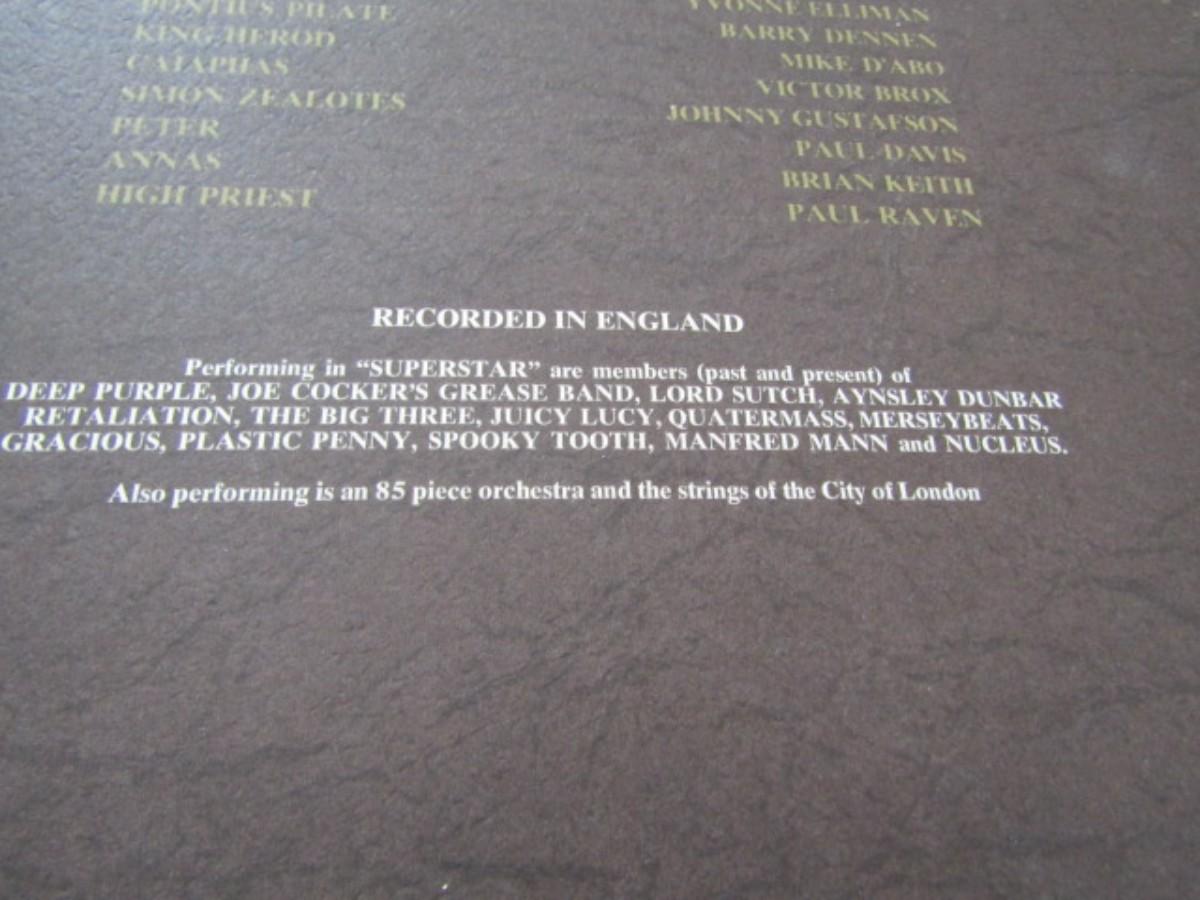 PONTIUS PILATE YVONNE ELLIMAN
KING HEROD BARRY DENNEN
CAIAPHAS MIKE D'ABO
SIMON ZEALOTES VICTOR BROX
PETER JOHNNY GUSTAFSON
ANNAS PAUL DAVIS
HIGH PRIEST BRIAN KEITH
PAUL RAVEN
RECORDED IN ENGLAND
Performing in “SUPERSTAR” are members (past and present) of
DEEP PURPLE, JOE COCKER'S GREASE BAND, LORD SUTCH, AYNSLEY DUNBAR
RETALIATION, THE BIG THREE, JUICY LUCY, QUATERMASS, MERSEYBEATS,
GRACIOUS, PLASTIC PENNY, SPOOKY TOOTH, MANFRED MANN and NUCLEUS.
Also performing is an 85 piece orchestra and the strings of the City of London